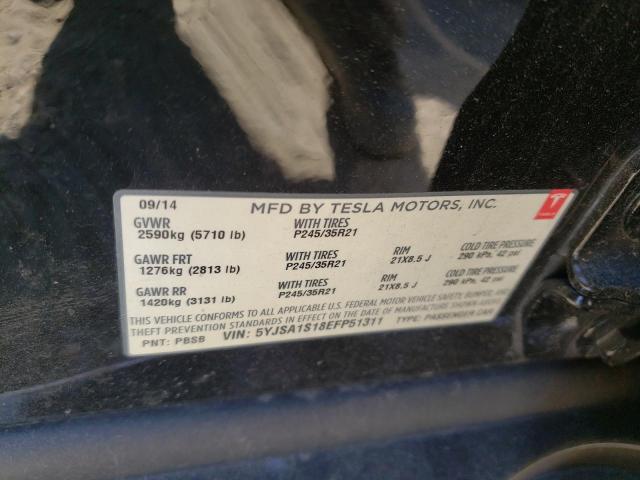 09/14 MFD BY TESLA MOTORS, INC.
GVWR WITH TIRES
2590kg (5710 lb) P245/35R21
GAWR FRT WITH TIRES RIM COLD TIRE PRESSURE
1276kg (2813 lb) P245/35R21 21X8.5 J 290 kPa, 42 psi
GAWR RR WITH TIRES RIM COLD TIRE PRESSURE
1420kg (3131 lb) P245/35R21 21X8.5 J 290 kPa, 42 psi
THIS VEHICLE CONFORMS TO ALL APPLICABLE U.S. FEDERAL MOTOR VEHICLE SAFETY, BUMPER, AND
THEFT PREVENTION STANDARDS IN EFFECT ON THE DATE OF MANUFACTURE SHOWN ABOVE
PNT: PBSB VIN: 5YJSA1S18EFP51311 TYPE: PASSENGER CAR